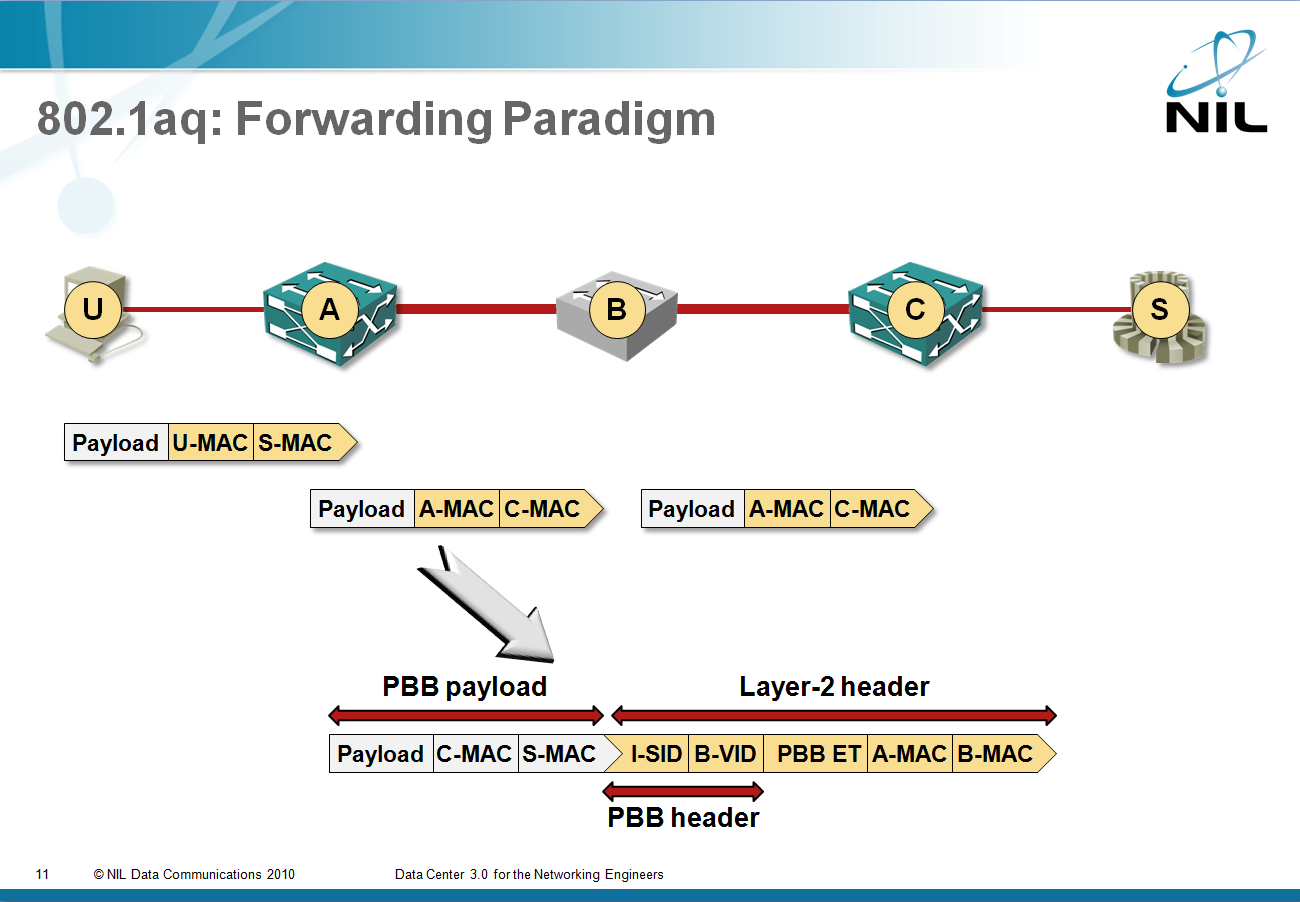 NIL
802.1aq: Forwarding Paradigm
U A B C S
Payload U-MAC S-MAC
Payload A-MAC C-MAC Payload A-MAC C-MAC
PBB payload Layer-2 header
Payload C-MAC S-MAC I-SID B-VID PBB ET A-MAC B-MAC
PBB header
11 © NIL Data Communications 2010 Data Center 3.0 for the Networking Engineers